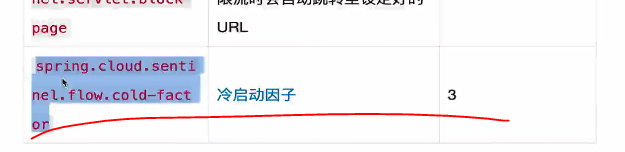 nel.servlet.block-
限流时会自动跳转至设定好的
page
URL
spring.cloud.senti
nel.flow.cold-fact
or
冷启动因子
3